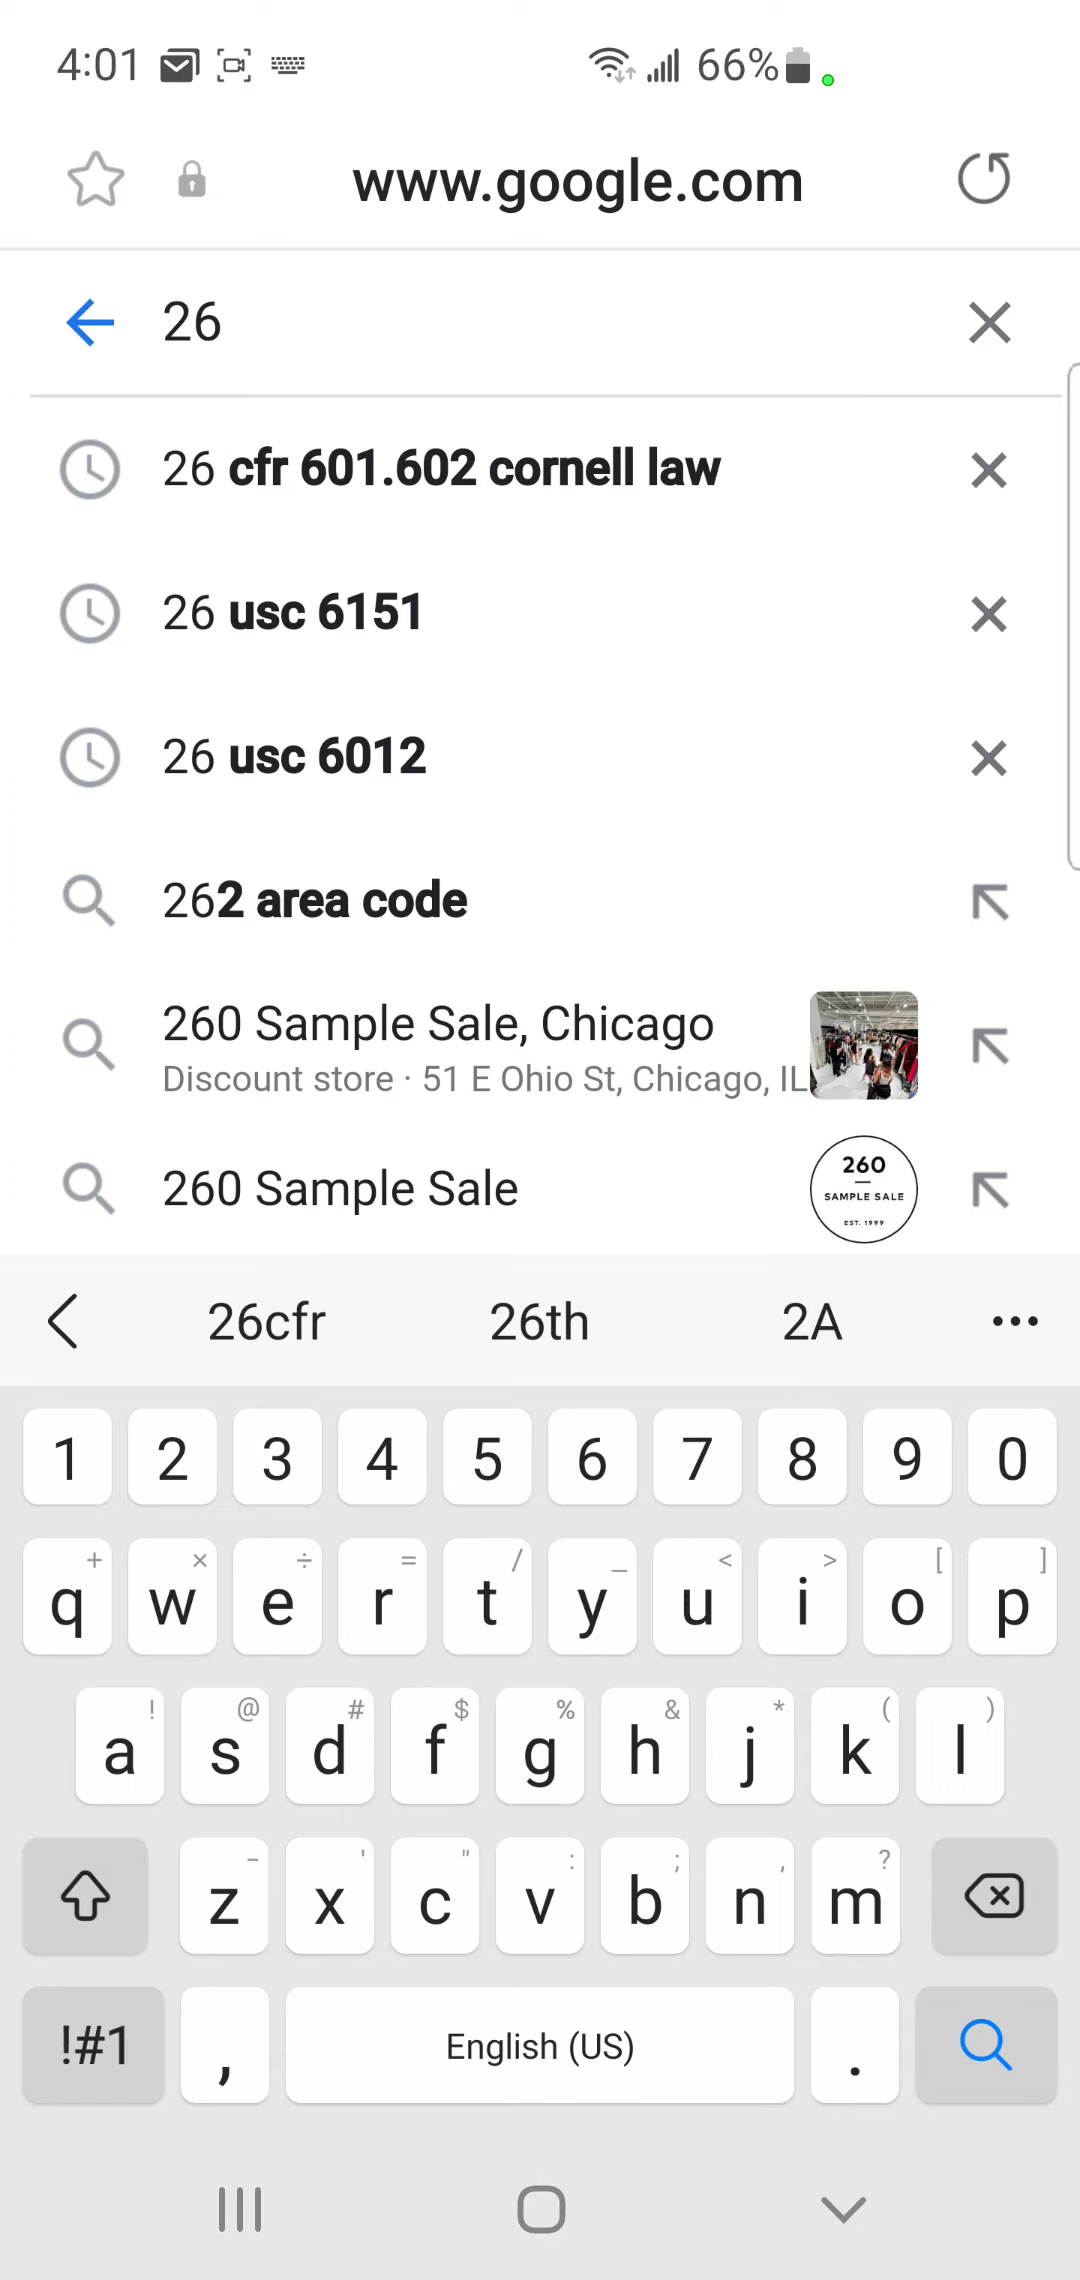 4:01 66%
www.google.com
26
26 cfr 601.602 cornell law
26 usc 6151
26 usc 6012
262 area code
260 Sample Sale, Chicago
Discount store · 51 E Ohio St, Chicago, IL
260 Sample Sale
260
SAMPLE SALE
EST. 1999
26cfr 26th 2A ...
1 2 3 4 5 6 7 8 9 0
+ × ÷ = / _ < > [ ]
q w e r t y u i o p
! @ # $ % & * ( )
a s d f g h j k l
- ' " : ; , ?
z x c v b n m
!#1 , English (US) .